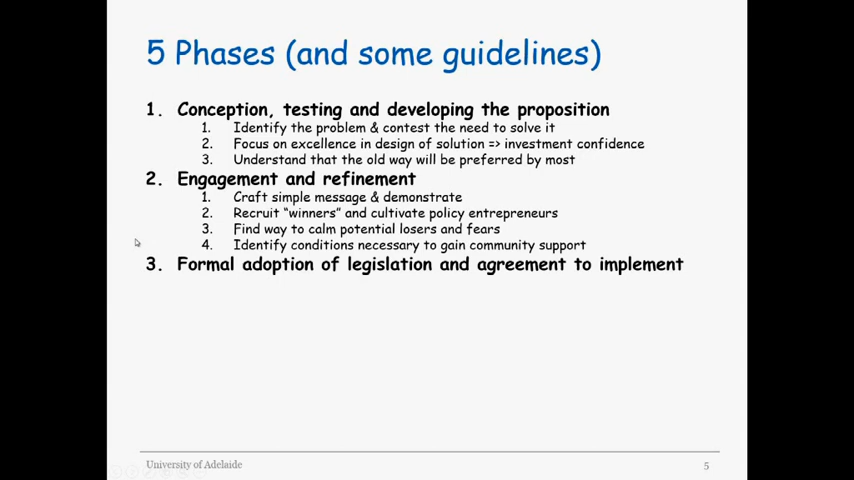 5 Phases (and some guidelines)
1. Conception, testing and developing the proposition
1. Identify the problem & contest the need to solve it
2. Focus on excellence in design of solution => investment confidence
3. Understand that the old way will be preferred by most
2. Engagement and refinement
1. Craft simple message & demonstrate
2. Recruit “winners” and cultivate policy entrepreneurs
3. Find way to calm potential losers and fears
4. Identify conditions necessary to gain community support
3. Formal adoption of legislation and agreement to implement
University of Adelaide
5